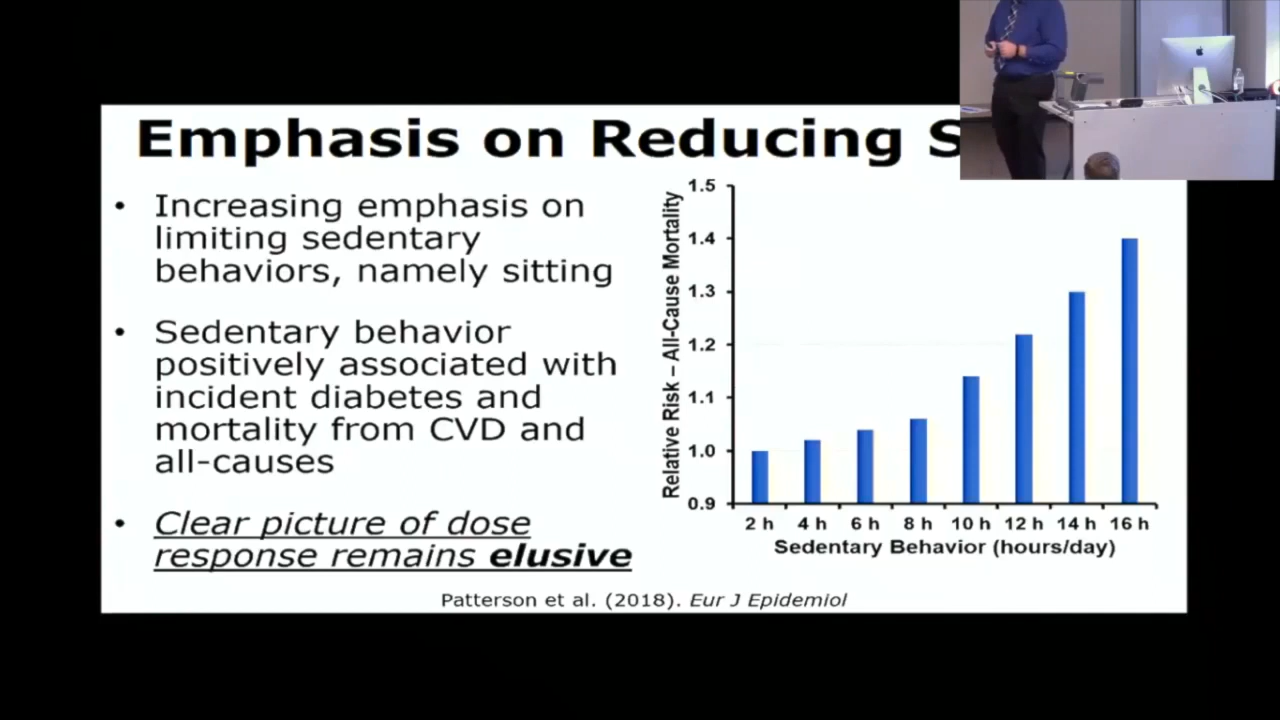 Emphasis on Reducing S
• Increasing emphasis on
limiting sedentary
behaviors, namely sitting
• Sedentary behavior
positively associated with
incident diabetes and
mortality from CVD and
all-causes
• Clear picture of dose
response remains elusive
Relative Risk – All-Cause Mortality
1.5
1.4
1.3
1.2
1.1
1.0
0.9
2 h 4 h 6 h 8 h 10 h 12 h 14 h 16 h
Sedentary Behavior (hours/day)
Patterson et al. (2018). Eur J Epidemiol